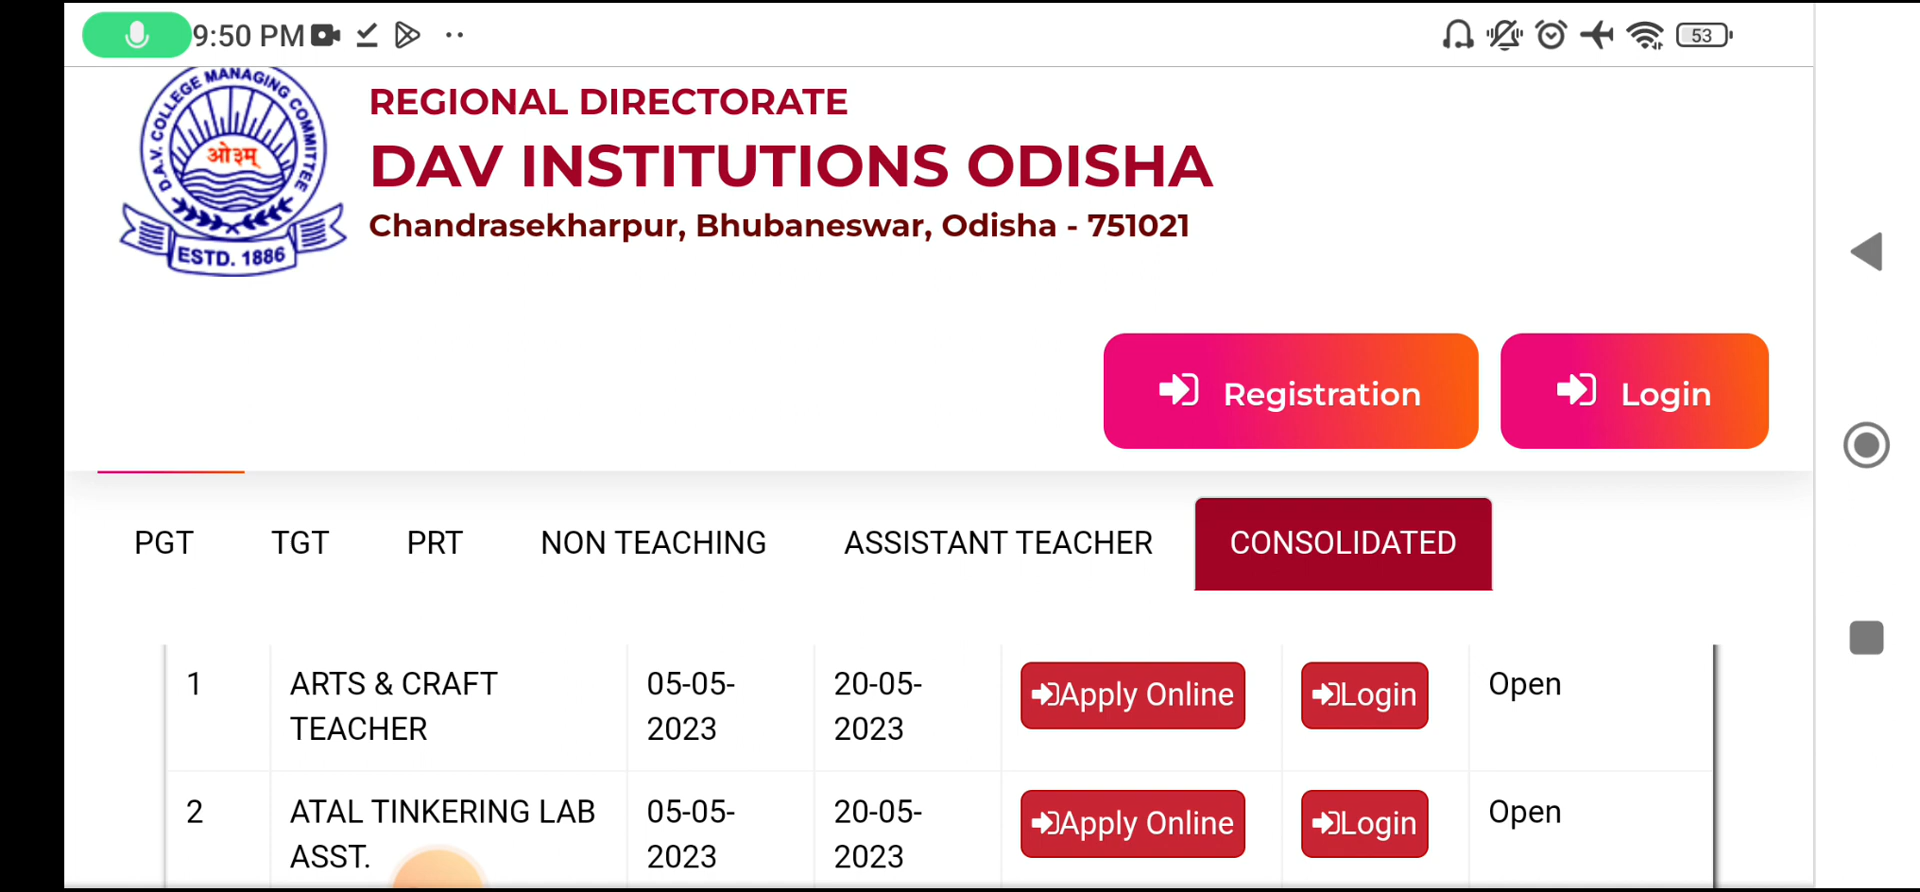 9:50 PM
53
D.A.V. COLLEGE MANAGING COMMITTEE
ओ३म्
ESTD. 1886
REGIONAL DIRECTORATE
DAV INSTITUTIONS ODISHA
Chandrasekharpur, Bhubaneswar, Odisha - 751021
Registration
Login
PGT TGT PRT NON TEACHING ASSISTANT TEACHER CONSOLIDATED
1 ARTS & CRAFT 05-05- 20-05- Apply Online Login Open
TEACHER 2023 2023
2 ATAL TINKERING LAB 05-05- 20-05- Apply Online Login Open
ASST. 2023 2023